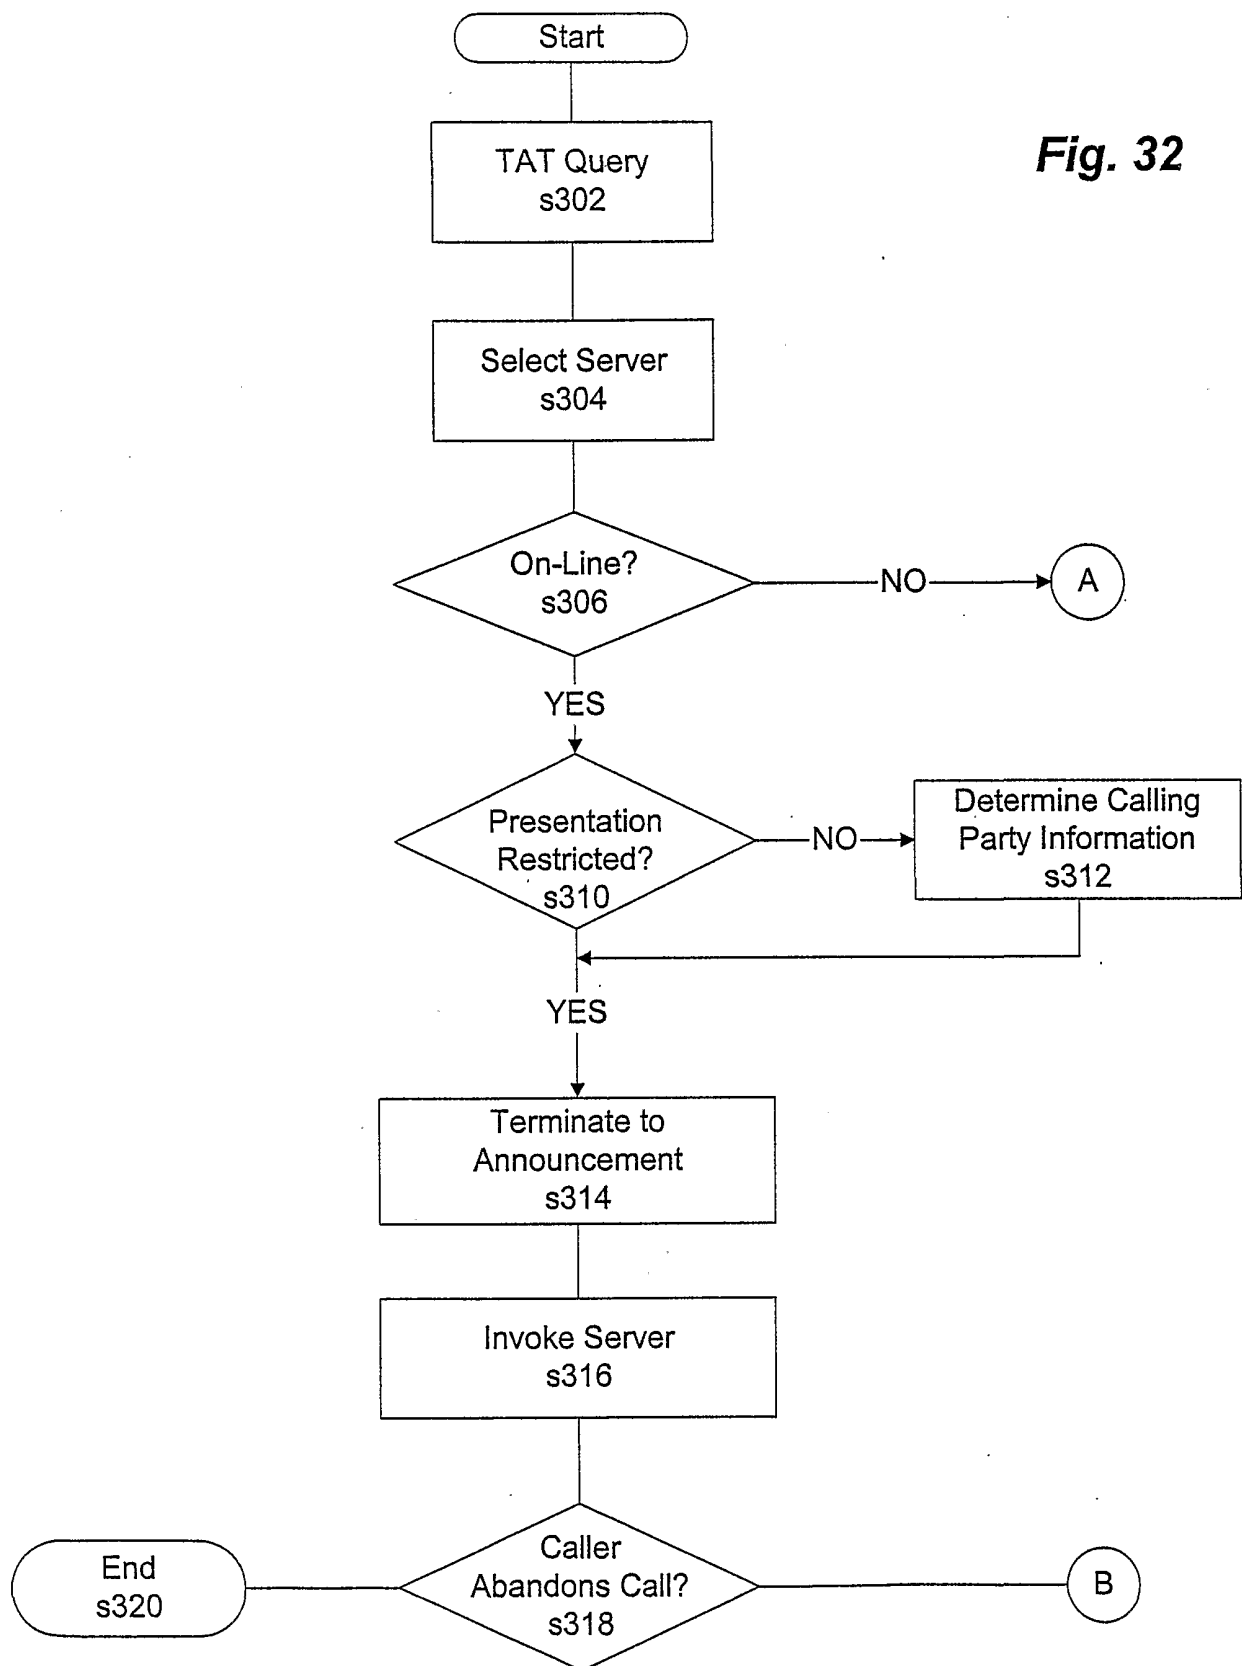 Start
Fig. 32
TAT Query
s302
Select Server
s304
On-Line?
s306
NO
A
YES
Presentation
Restricted?
s310
NO
Determine Calling
Party Information
s312
YES
Terminate to
Announcement
s314
Invoke Server
s316
Caller
Abandons Call?
s318
End
s320
B